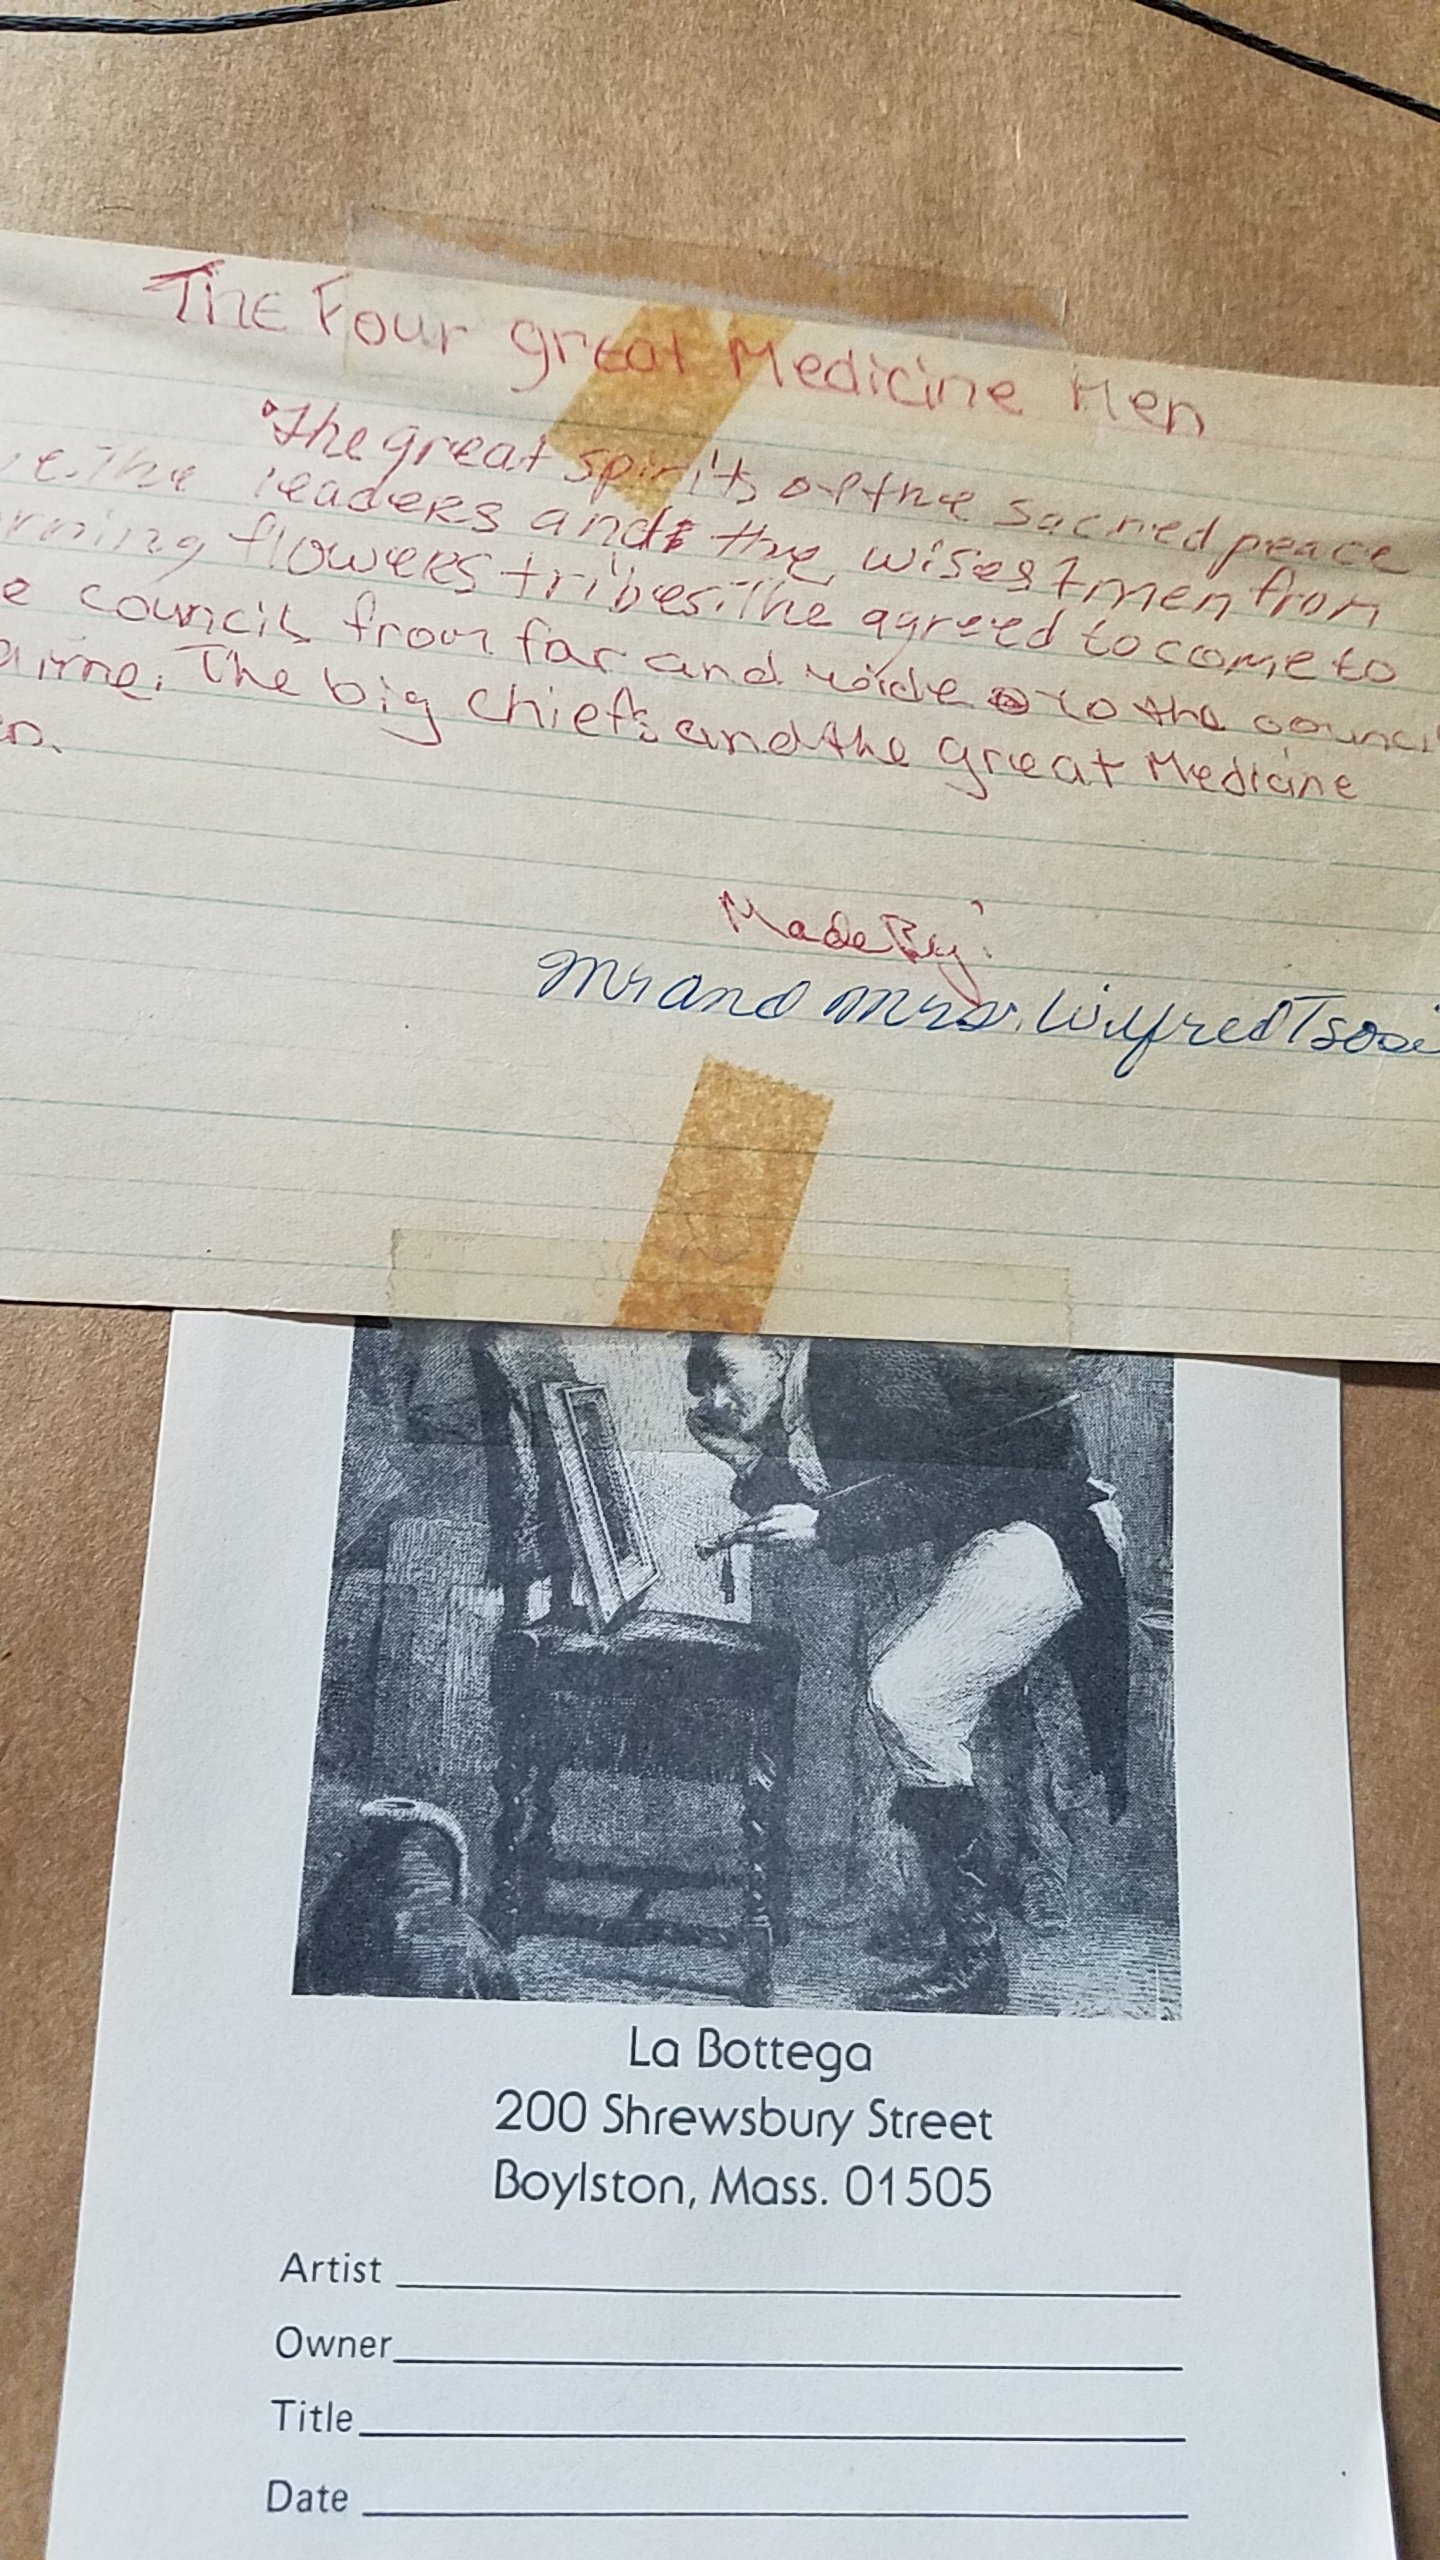 The Four great Medicine Men
"The great spirits of the sacred peace
The leaders and the wisest men from
flowers tribes. The agreed to come to
council from far and wide to the council
The big chiefs and the great Medicine
Made By:
Mr and Mrs. Wilfred Tsosie
La Bottega
200 Shrewsbury Street
Boylston, Mass. 01505
Artist
Owner
Title
Date